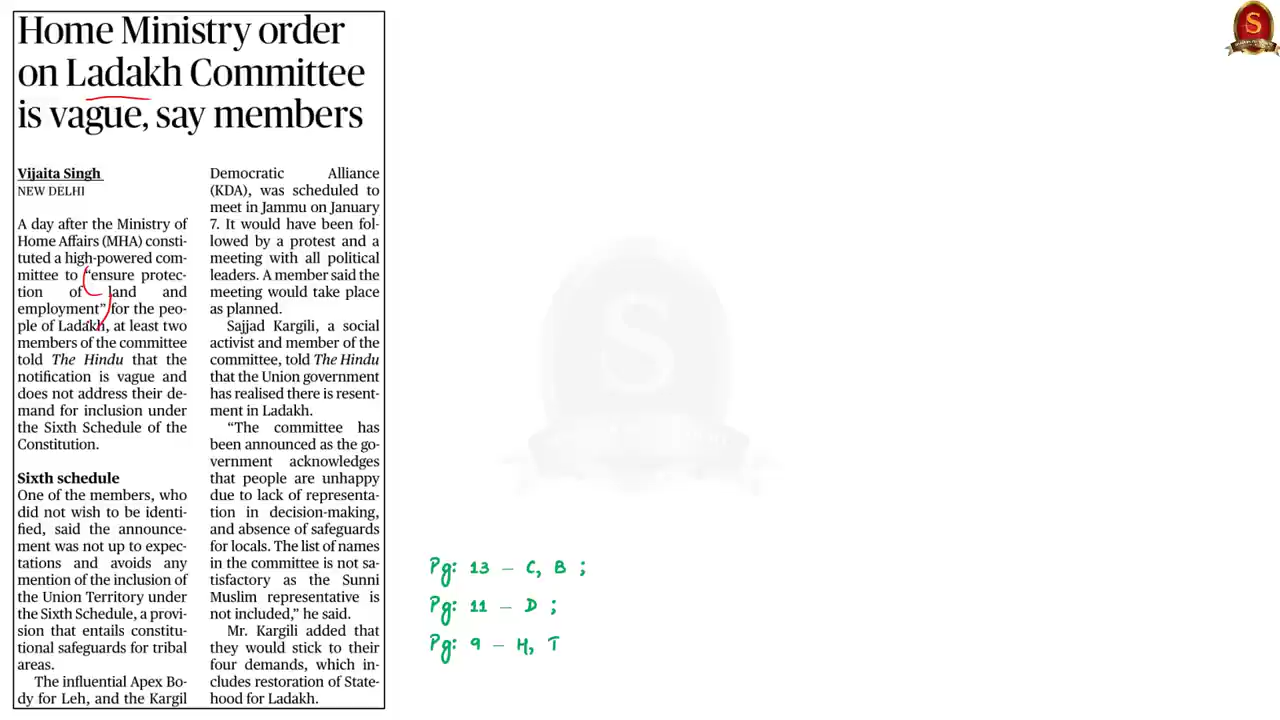 Home Ministry order
on Ladakh Committee
is vague, say members
Vijaita Singh
NEW DELHI
A day after the Ministry of
Home Affairs (MHA) consti-
tuted a high-powered com-
mittee to “ensure protec-
tion of land and
employment” for the peo-
ple of Ladakh, at least two
members of the committee
told The Hindu that the
notification is vague and
does not address their de-
mand for inclusion under
the Sixth Schedule of the
Constitution.
Sixth schedule
One of the members, who
did not wish to be identi-
fied, said the announce-
ment was not up to expec-
tations and avoids any
mention of the inclusion of
the Union Territory under
the Sixth Schedule, a provi-
sion that entails constitu-
tional safeguards for tribal
areas.
The influential Apex Bo-
dy for Leh, and the Kargil
Democratic Alliance
(KDA), was scheduled to
meet in Jammu on January
7. It would have been fol-
lowed by a protest and a
meeting with all political
leaders. A member said the
meeting would take place
as planned.
Sajjad Kargili, a social
activist and member of the
committee, told The Hindu
that the Union government
has realised there is resent-
ment in Ladakh.
“The committee has
been announced as the go-
vernment acknowledges
that people are unhappy
due to lack of representa-
tion in decision-making,
and absence of safeguards
for locals. The list of names
in the committee is not sa-
tisfactory as the Sunni
Muslim representative is
not included,” he said.
Mr. Kargili added that
they would stick to their
four demands, which in-
cludes restoration of State-
hood for Ladakh.
Pg: 13 – C, B ;
Pg: 11 – D ;
Pg: 9 – H, T
S
S